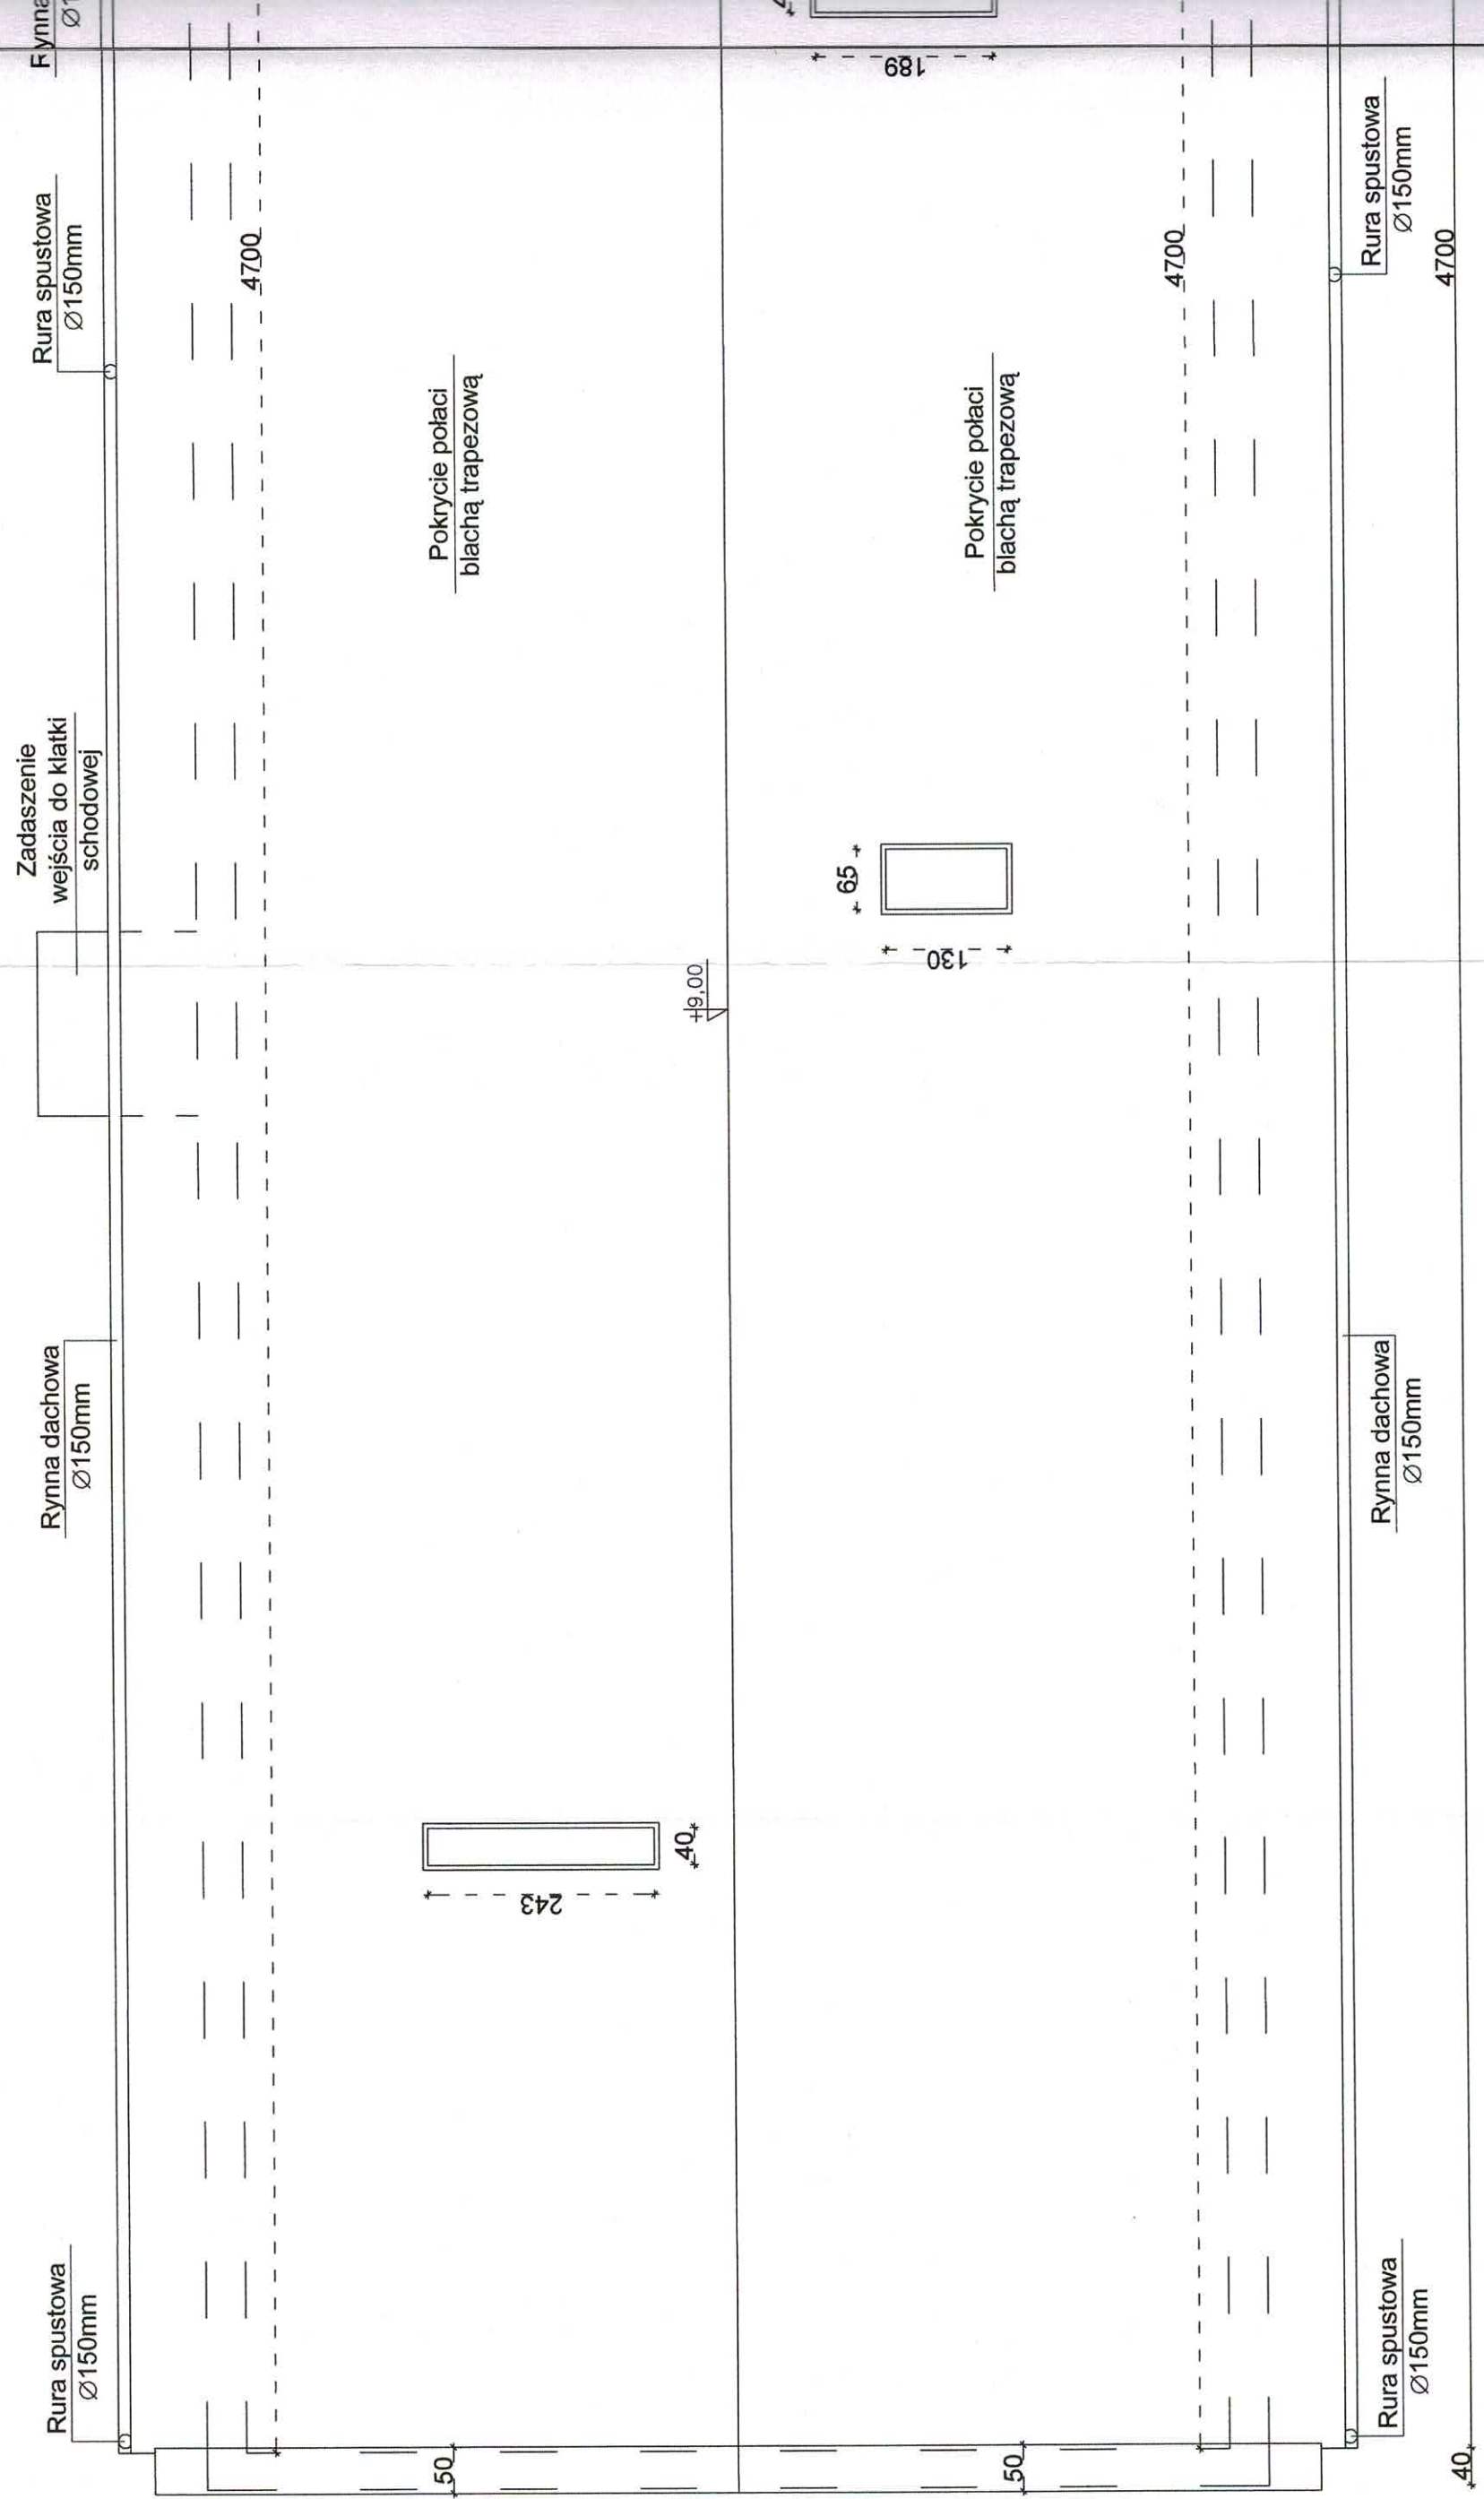 Rynna
Ø1
Rura spustowa
Ø150mm
4700
Zadaszenie
wejścia do klatki
schodowej
Rynna dachowa
Ø150mm
Rura spustowa
Ø150mm
Pokrycie połaci
blachą trapezową
243
40
50
+9,00
189
Pokrycie połaci
blachą trapezową
65
130
50
4700
Rura spustowa
Ø150mm
4700
Rynna dachowa
Ø150mm
Rura spustowa
Ø150mm
40